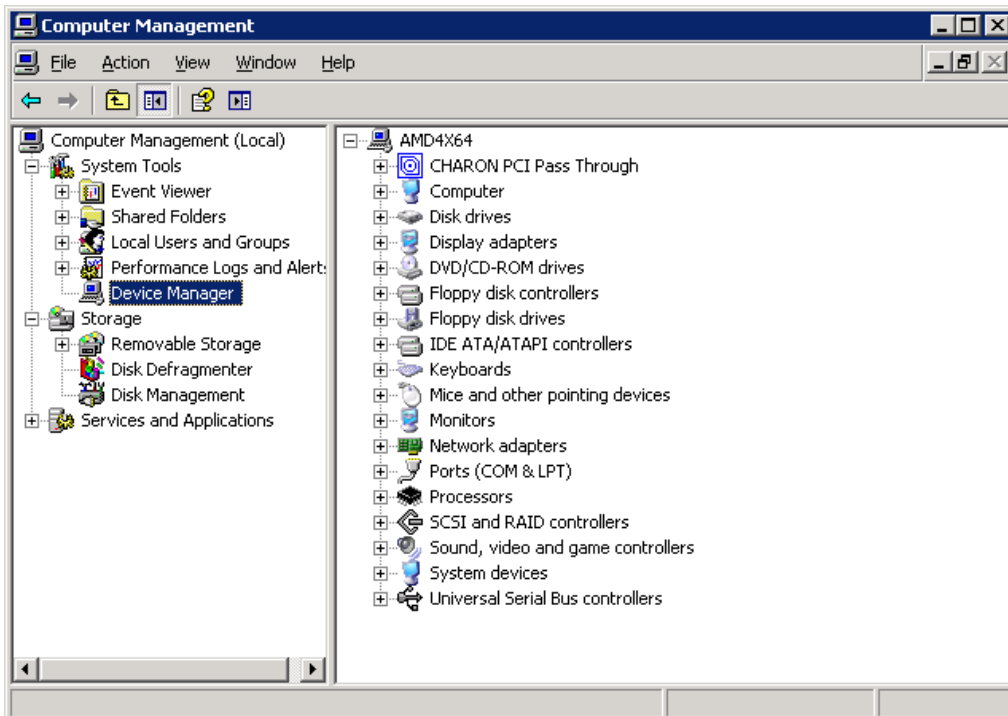 Computer Management
File Action View Window Help
Computer Management (Local)
System Tools
Event Viewer
Shared Folders
Local Users and Groups
Performance Logs and Alert
Device Manager
Storage
Removable Storage
Disk Defragmenter
Disk Management
Services and Applications
AMD4X64
CHARON PCI Pass Through
Computer
Disk drives
Display adapters
DVD/CD-ROM drives
Floppy disk controllers
Floppy disk drives
IDE ATA/ATAPI controllers
Keyboards
Mice and other pointing devices
Monitors
Network adapters
Ports (COM & LPT)
Processors
SCSI and RAID controllers
Sound, video and game controllers
System devices
Universal Serial Bus controllers